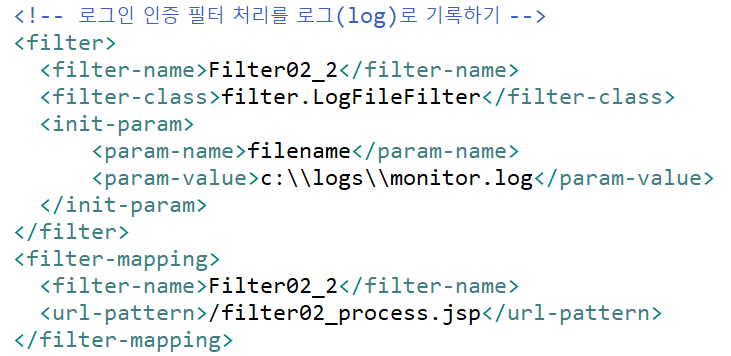 <!-- 로그인 인증 필터 처리를 로그(log)로 기록하기 -->
<filter>
  <filter-name>Filter02_2</filter-name>
  <filter-class>filter.LogFileFilter</filter-class>
  <init-param>
      <param-name>filename</param-name>
      <param-value>c:\\logs\\monitor.log</param-value>
  </init-param>
</filter>
<filter-mapping>
  <filter-name>Filter02_2</filter-name>
  <url-pattern>/filter02_process.jsp</url-pattern>
</filter-mapping>